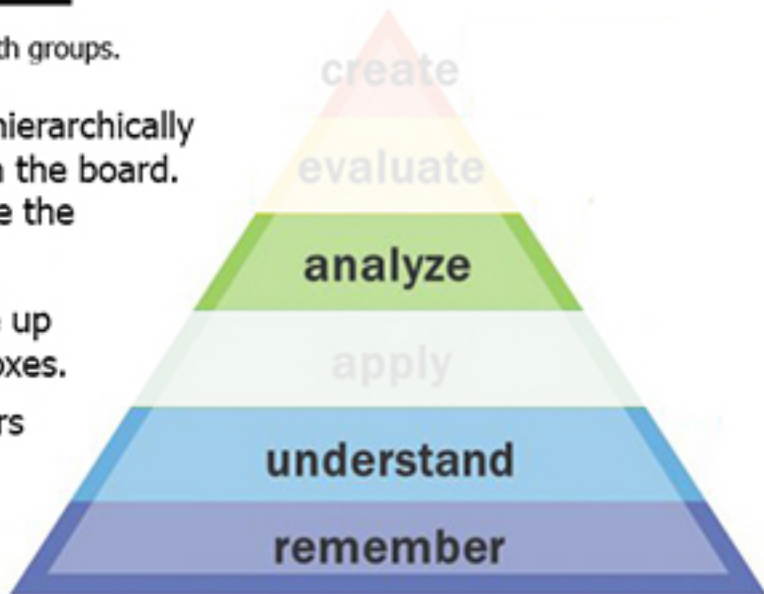 th groups.
hierarchically
the board.
e the
up
oxes.
rs
create
evaluate
analyze
apply
understand
remember